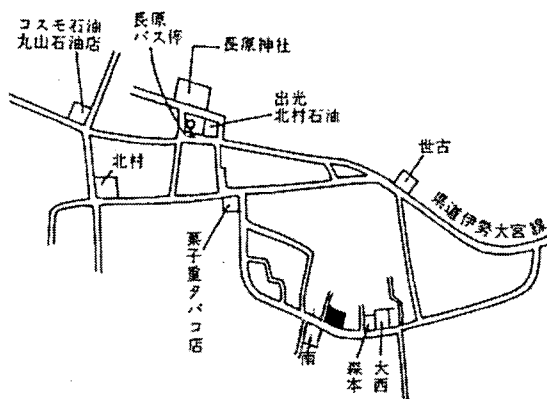 コスモ石油
丸山石油店
長原
バス停
長原神社
出光
北村石油
北村
世古
県道伊勢大宮線
菓子重タバコ店
南
森本
大西